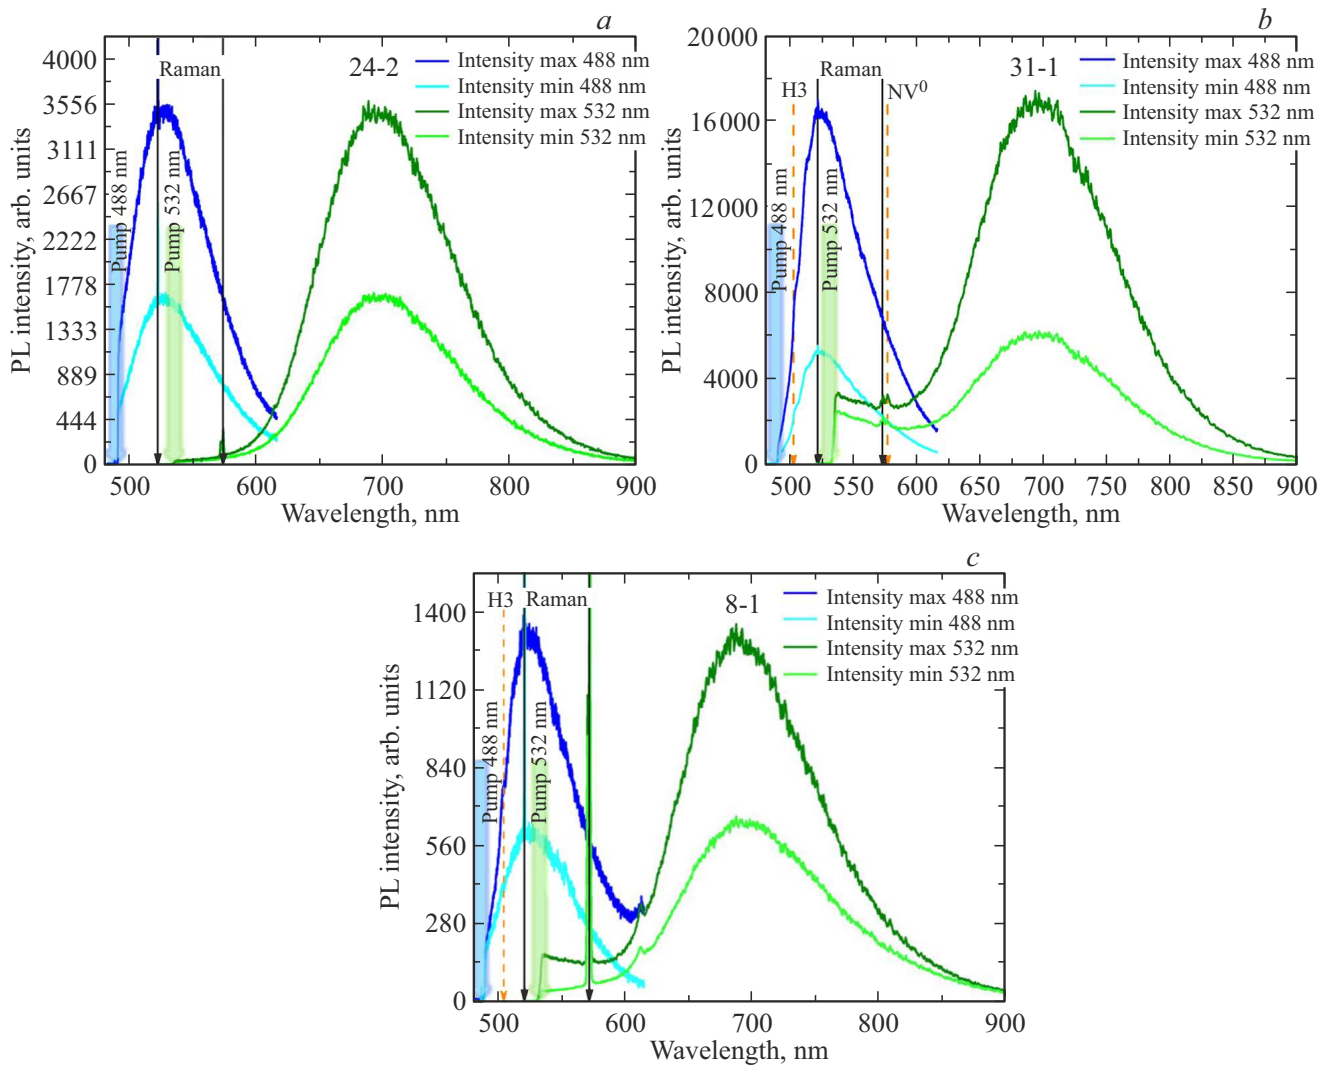 a
4000
3556
3111
2667
2222
1778
1333
889
444
0
PL intensity, arb. units
Raman
24-2
Intensity max 488 nm
Intensity min 488 nm
Intensity max 532 nm
Intensity min 532 nm
Pump 488 nm
Pump 532 nm
500 600 700 800 900
Wavelength, nm
b
20 000
16 000
12 000
8000
4000
0
PL intensity, arb. units
H3
Raman
NV⁰
31-1
Intensity max 488 nm
Intensity min 488 nm
Intensity max 532 nm
Intensity min 532 nm
Pump 488 nm
Pump 532 nm
500 550 600 650 700 750 800 850 900
Wavelength, nm
c
1400
1120
840
560
280
0
PL intensity, arb. units
H3
Raman
8-1
Intensity max 488 nm
Intensity min 488 nm
Intensity max 532 nm
Intensity min 532 nm
Pump 488 nm
Pump 532 nm
500 600 700 800 900
Wavelength, nm